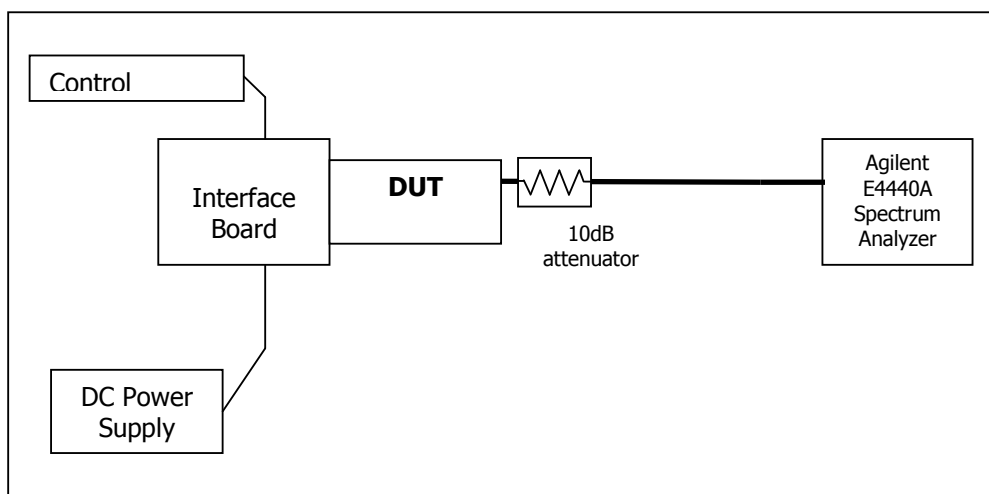 Control
Interface
Board
DUT
10dB
attenuator
Agilent
E4440A
Spectrum
Analyzer
DC Power
Supply